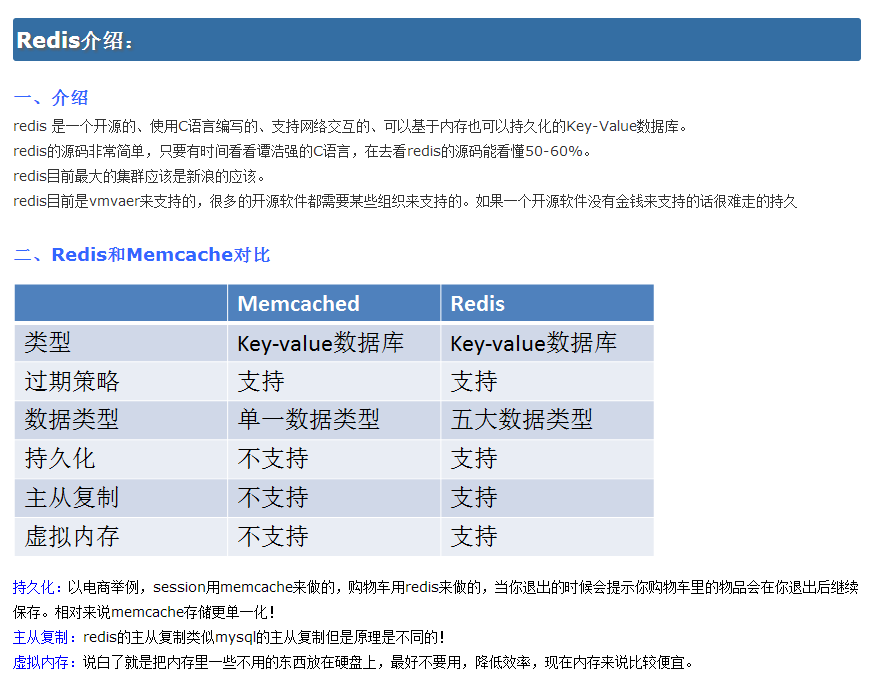 Redis介绍：
一、介绍
redis 是一个开源的、使用C语言编写的、支持网络交互的、可以基于内存也可以持久化的Key-Value数据库。
redis的源码非常简单，只要有时间看看谭浩强的C语言，在去看redis的源码能看懂50-60%。
redis目前最大的集群应该是新浪的应该。
redis目前是vmvaer来支持的，很多的开源软件都需要某些组织来支持的。如果一个开源软件没有金钱来支持的话很难走的持久
二、Redis和Memcache对比
Memcached Redis
类型 Key-value数据库 Key-value数据库
过期策略 支持 支持
数据类型 单一数据类型 五大数据类型
持久化 不支持 支持
主从复制 不支持 支持
虚拟内存 不支持 支持
持久化：以电商举例，session用memcache来做的，购物车用redis来做的，当你退出的时候会提示你购物车里的物品会在你退出后继续
保存。相对来说memcache存储更单一化！
主从复制：redis的主从复制类似mysql的主从复制但是原理是不同的！
虚拟内存：说白了就是把内存里一些不用的东西放在硬盘上，最好不要用，降低效率，现在内存来说比较便宜。